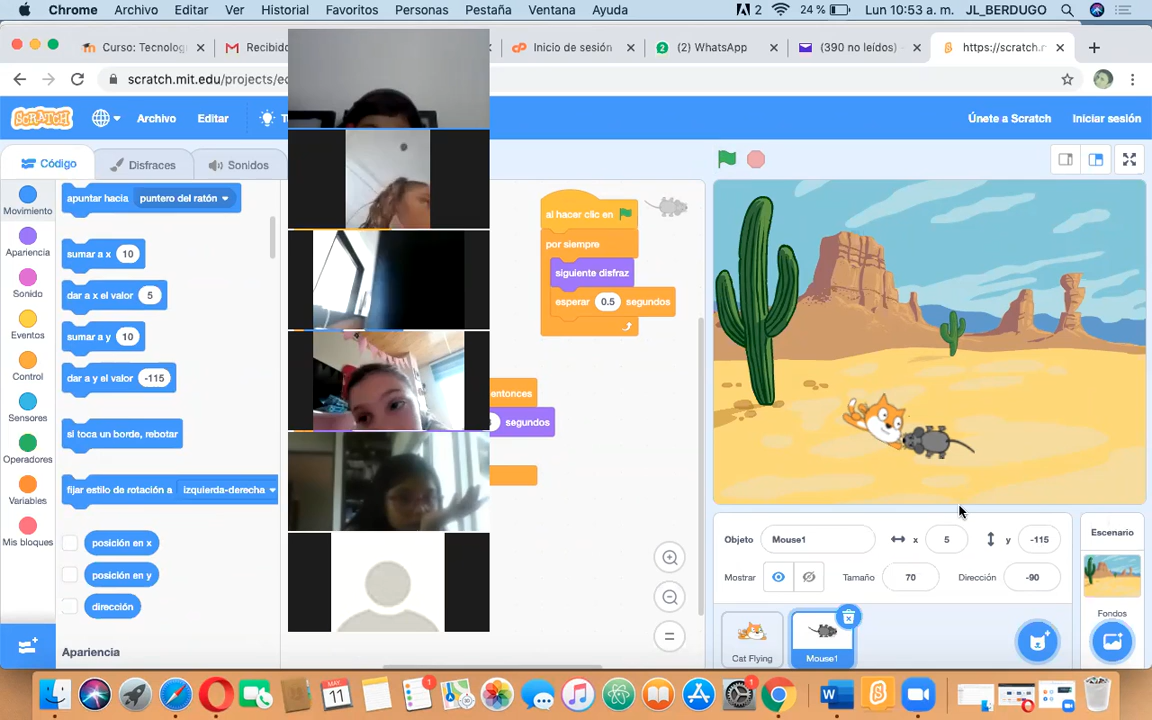 Chrome Archivo Editar Ver Historial Favoritos Personas Pestaña Ventana Ayuda 2 24 % Lun 10:53 a. m. JL_BERDUGO
Curso: Tecnolog Recibido Inicio de sesión 2 (2) WhatsApp (390 no leídos) https://scratch.m
scratch.mit.edu/projects/ed
SCRATCH Archivo Editar Únete a Scratch Iniciar sesión
Código Disfraces Sonidos
Movimiento
Apariencia
Sonido
Eventos
Control
Sensores
Operadores
Variables
Mis bloques
apuntar hacia puntero del ratón
sumar a x 10
dar a x el valor 5
sumar a y 10
dar a y el valor -115
si toca un borde, rebotar
fijar estilo de rotación a izquierda-derecha
posición en x
posición en y
dirección
Apariencia
al hacer clic en
por siempre
siguiente disfraz
esperar 0.5 segundos
entonces
segundos
Objeto Mouse1 x 5 y -115
Mostrar Tamaño 70 Dirección -90
Cat Flying Mouse1
Escenario
Fondos
MAY.
11
1
1